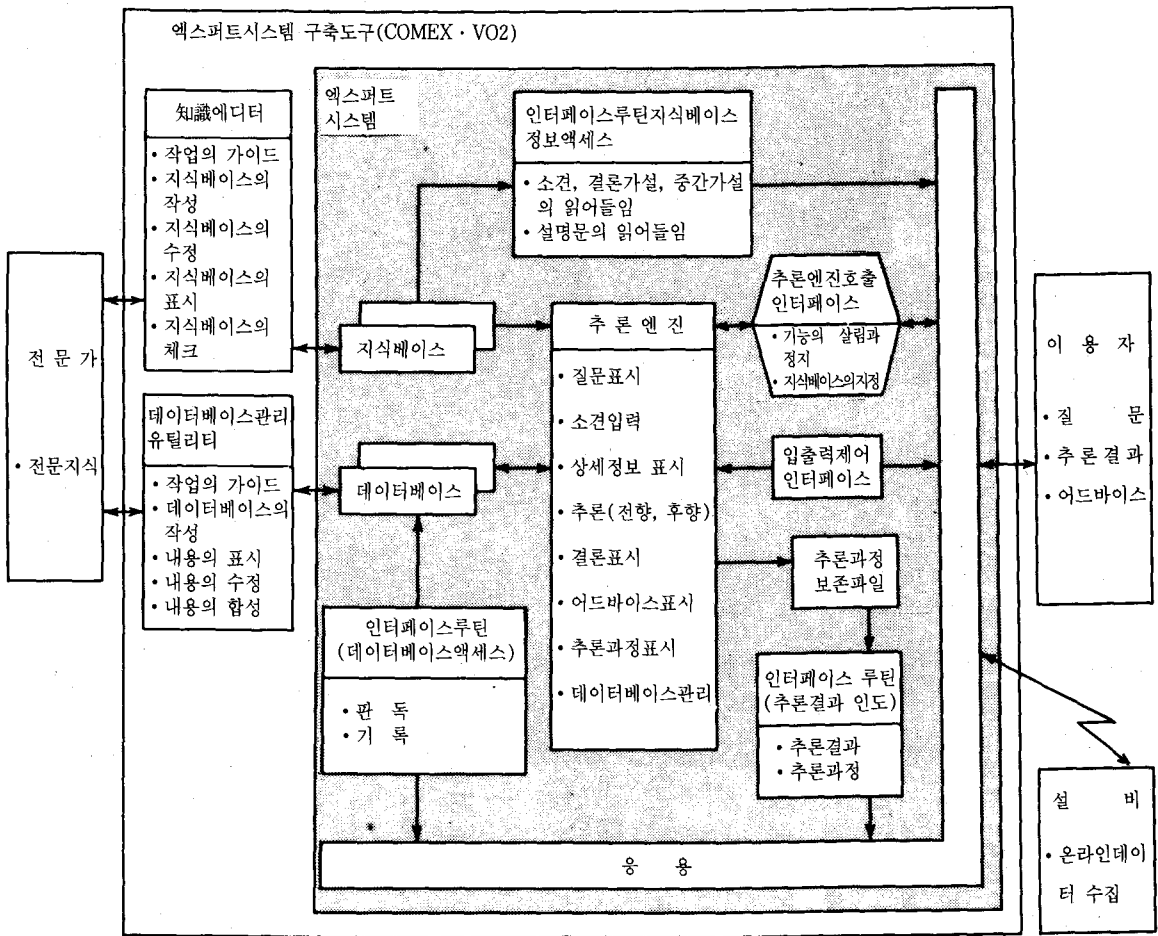 엑스퍼트시스템 구축도구(COMEX · VO2)
전 문 가
• 전문지식
知識에디터
• 작업의 가이드
• 지식베이스의
작성
• 지식베이스의
수정
• 지식베이스의
표시
• 지식베이스의
체크
데이터베이스관리
유틸리티
• 작업의 가이드
• 데이터베이스의
작성
• 내용의 표시
• 내용의 수정
• 내용의 합성
엑스퍼트
시스템
지식베이스
데이터베이스
인터페이스루틴
(데이터베이스액세스)
• 판 독
• 기 록
인터페이스루틴지식베이스
정보액세스
• 소견, 결론가설, 중간가설
의 읽어들임
• 설명문의 읽어들임
추 론 엔 진
• 질문표시
• 소견입력
• 상세정보 표시
• 추론(전향, 후향)
• 결론표시
• 어드바이스표시
• 추론과정표시
• 데이터베이스관리
추론엔진호출
인터페이스
• 기능의 살림과
정지
• 지식베이스의지정
입출력제어
인터페이스
추론과정
보존파일
인터페이스 루틴
(추론결과 인도)
• 추론결과
• 추론과정
응 용
이 용 자
• 질 문
• 추론결과
• 어드바이스
설 비
• 온라인데이
터 수집